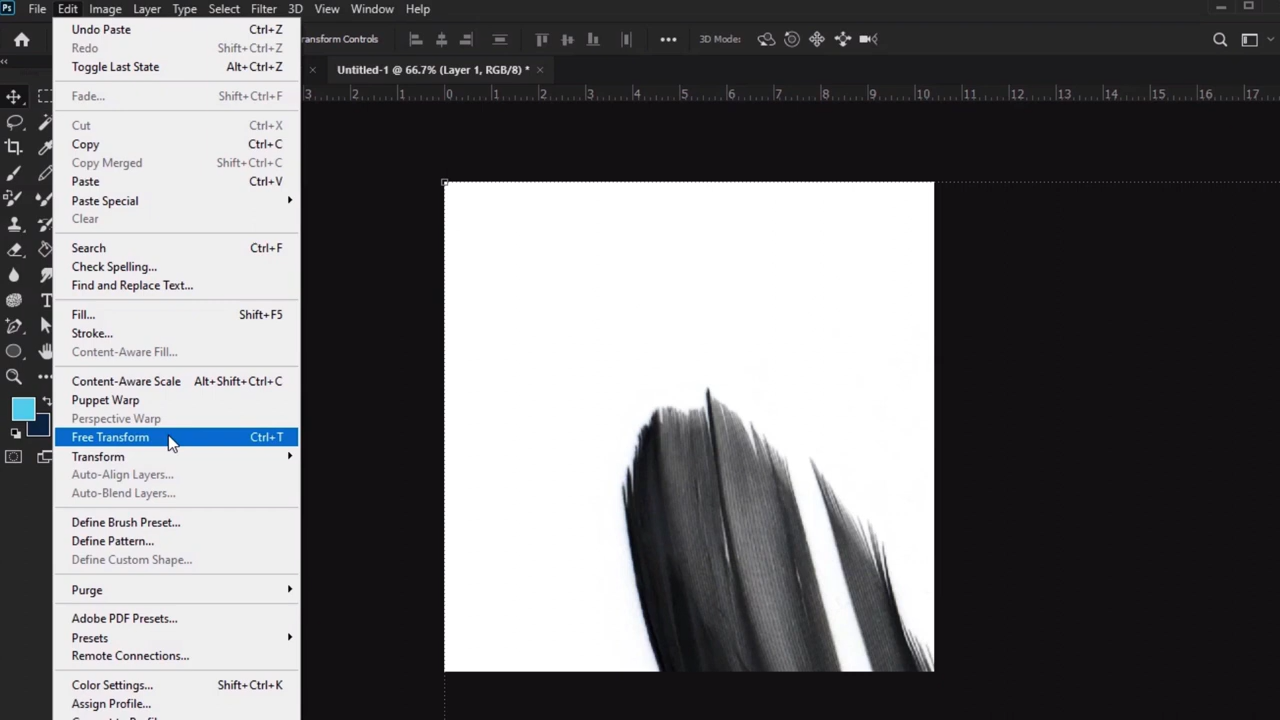 Ps File Edit Image Layer Type Select Filter 3D View Window Help
ransform Controls 3D Mode:
Untitled-1 @ 66.7% (Layer 1, RGB/8) *
3 2 1 0 1 2 3 4 5 6 7 8 9 10 11 12 13 14 15 16 17
Undo Paste Ctrl+Z
Redo Shift+Ctrl+Z
Toggle Last State Alt+Ctrl+Z
Fade... Shift+Ctrl+F
Cut Ctrl+X
Copy Ctrl+C
Copy Merged Shift+Ctrl+C
Paste Ctrl+V
Paste Special
Clear
Search Ctrl+F
Check Spelling...
Find and Replace Text...
Fill... Shift+F5
Stroke...
Content-Aware Fill...
Content-Aware Scale Alt+Shift+Ctrl+C
Puppet Warp
Perspective Warp
Free Transform Ctrl+T
Transform
Auto-Align Layers...
Auto-Blend Layers...
Define Brush Preset...
Define Pattern...
Define Custom Shape...
Purge
Adobe PDF Presets...
Presets
Remote Connections...
Color Settings... Shift+Ctrl+K
Assign Profile...